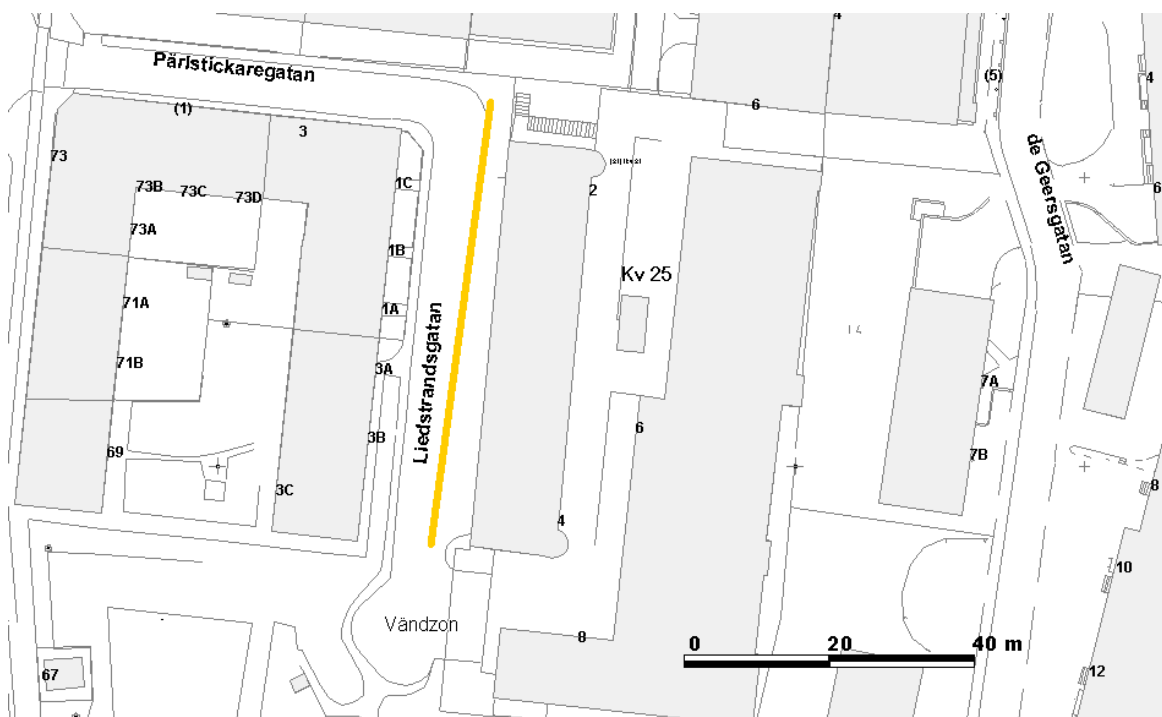 4
Pärlstickaregatan
(1)
3
6
(5)
4
73
73B
73C
73D
1C
2
de Geersgatan
6
73A
1B
Kv 25
71A
1A
Liedstrandsgatan
14
71B
3A
7A
3B
6
69
7B
3C
4
8
10
Vändzon
8
0 20 40 m
67
12